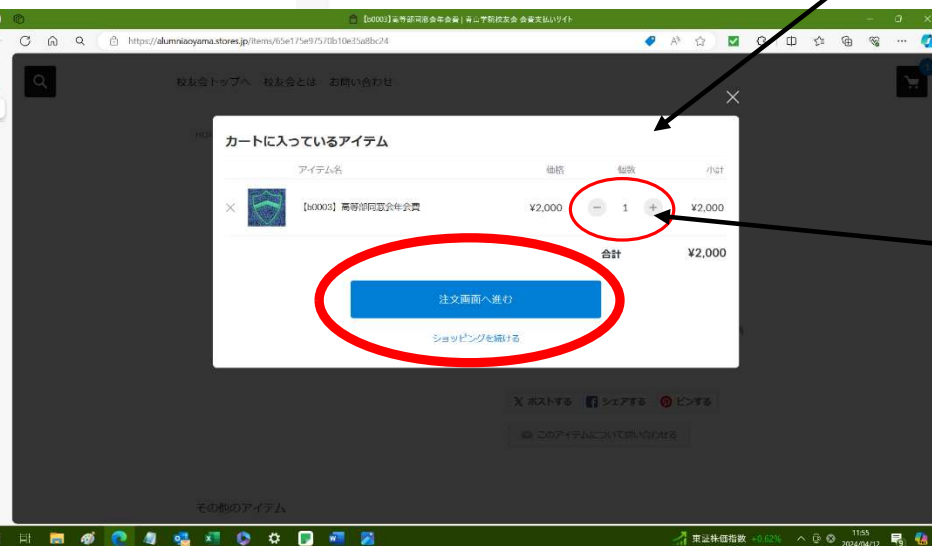 【b0003】高等部同窓会年会費 | 青山学院校友会 会費支払いサイト
https://alumniaoyama.stores.jp/items/65e175e97570b10e35a8bc24
校友会トップへ 校友会とは お問い合わせ
カートに入っているアイテム
アイテム名 価格 個数 小計
【b0003】高等部同窓会年会費 ¥2,000 1 ¥2,000
合計 ¥2,000
注文画面へ進む
ショッピングを続ける
ポストする シェアする ピンする
このアイテムについて問い合わせる
その他のアイテム
東証株価指数 +0.62%
11:55
2024/04/12